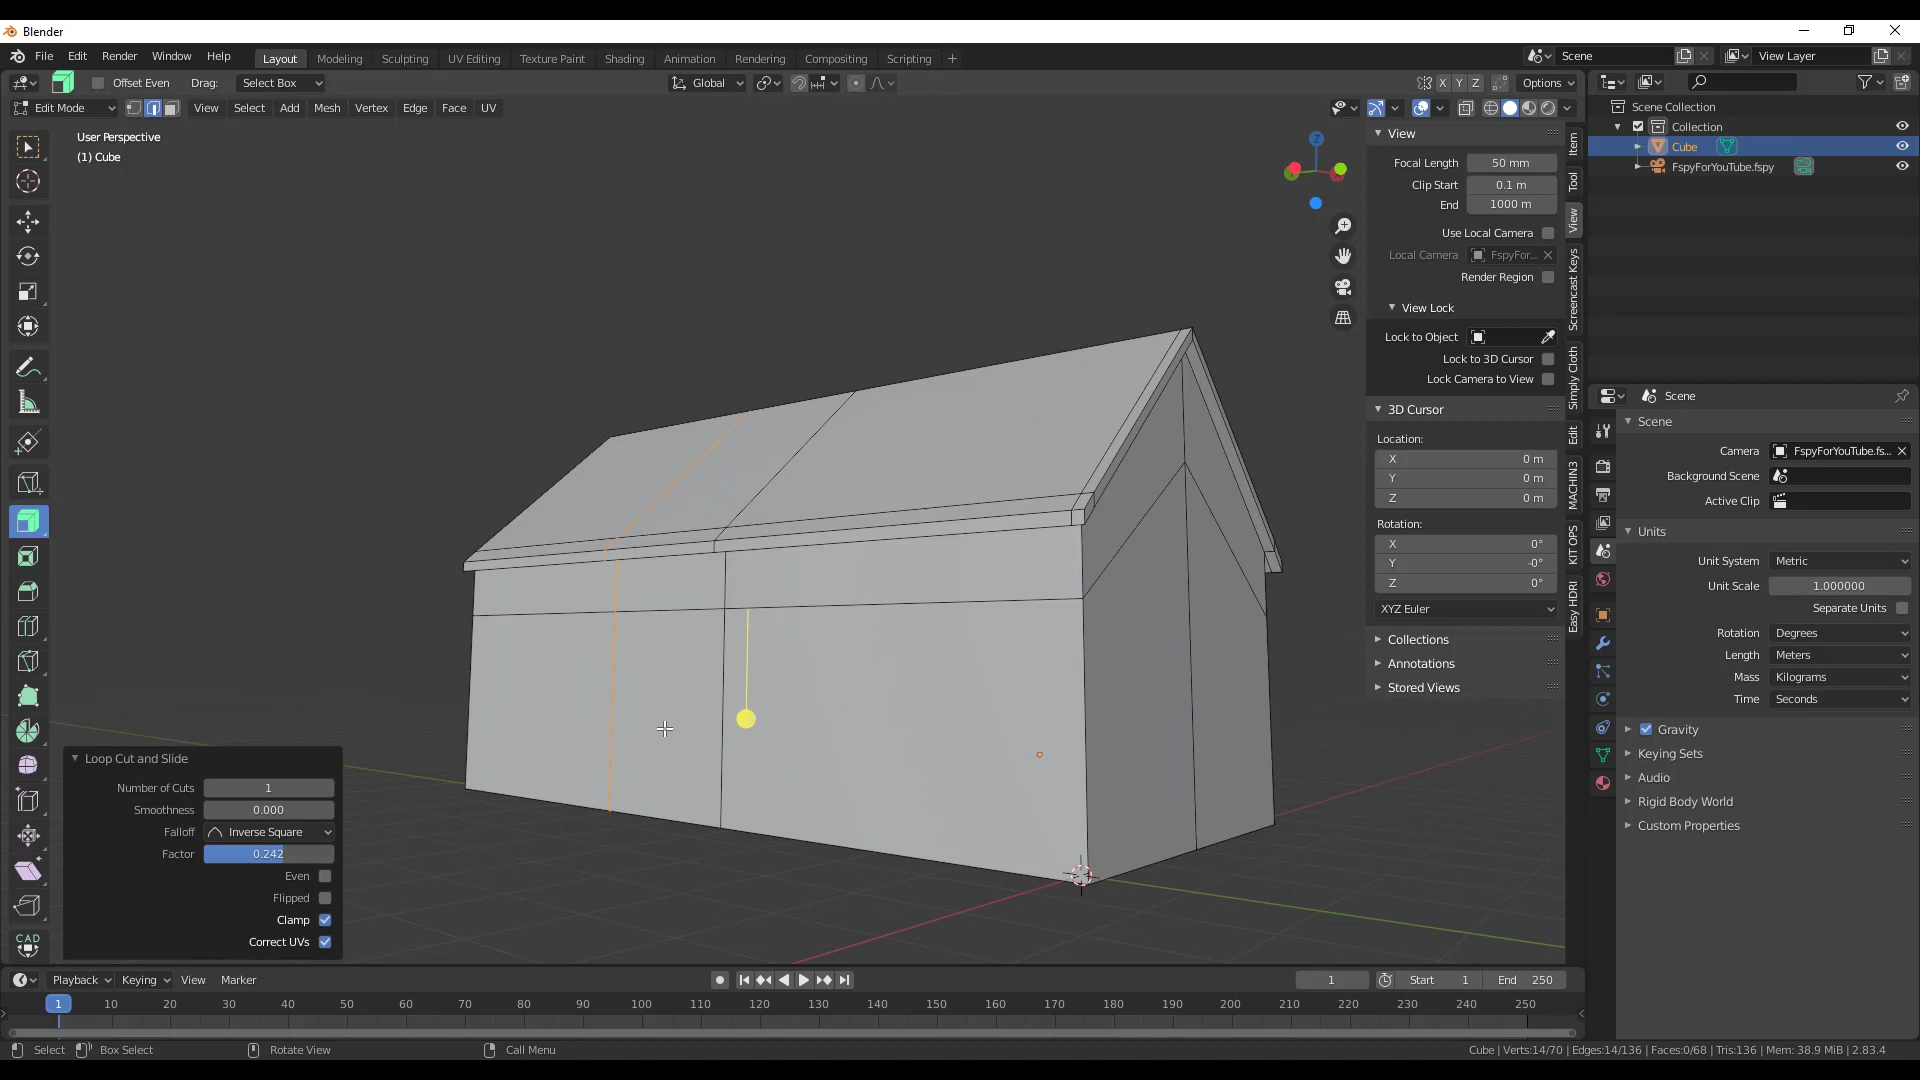 Blender
File Edit Render Window Help
Layout Modeling Sculpting UV Editing Texture Paint Shading Animation Rendering Compositing Scripting +
Scene
View Layer
Offset Even Drag: Select Box
Global
X Y Z Options
Edit Mode View Select Add Mesh Vertex Edge Face UV
User Perspective
(1) Cube
Z
View
Focal Length 50 mm
Clip Start 0.1 m
End 1000 m
Use Local Camera
Local Camera FspyFor...
Render Region
View Lock
Lock to Object
Lock to 3D Cursor
Lock Camera to View
3D Cursor
Location:
X 0 m
Y 0 m
Z 0 m
Rotation:
X 0°
Y -0°
Z 0°
XYZ Euler
Collections
Annotations
Stored Views
Item
Tool
View
Screencast Keys
Simply Cloth
Edit
MACHIN3
KIT OPS
Easy HDRI
Scene Collection
Collection
Cube
FspyForYouTube.fspy
Scene
Scene
Camera FspyForYouTube.fs...
Background Scene
Active Clip
Units
Unit System Metric
Unit Scale 1.000000
Separate Units
Rotation Degrees
Length Meters
Mass Kilograms
Time Seconds
Gravity
Keying Sets
Audio
Rigid Body World
Custom Properties
CAD
Loop Cut and Slide
Number of Cuts 1
Smoothness 0.000
Falloff Inverse Square
Factor 0.242
Even
Flipped
Clamp
Correct UVs
Playback Keying View Marker
1 Start 1 End 250
1 10 20 30 40 50 60 70 80 90 100 110 120 130 140 150 160 170 180 190 200 210 220 230 240 250
Select Box Select Rotate View Call Menu
Cube | Verts:14/70 | Edges:14/136 | Faces:0/68 | Tris:136 | Mem: 38.9 MiB | 2.83.4